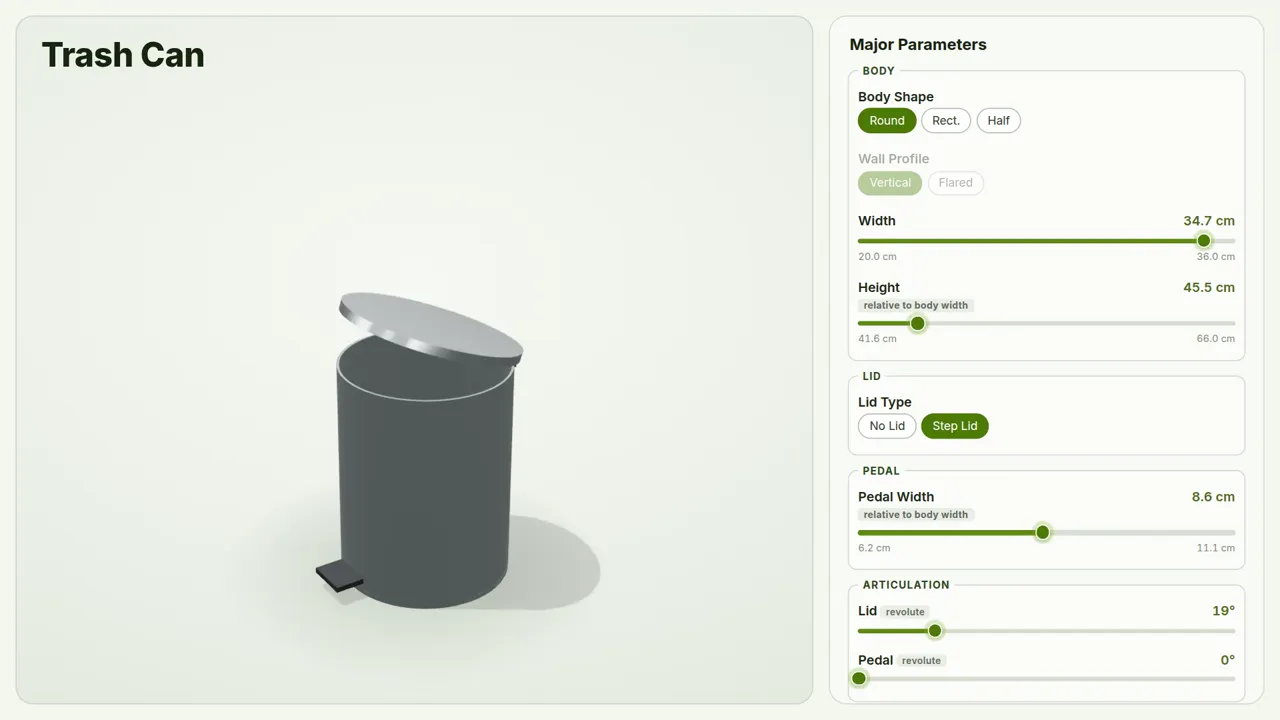 Trash Can
Major Parameters
BODY
Body Shape
Round Rect. Half
Wall Profile
Vertical Flared
Width 34.7 cm
20.0 cm 36.0 cm
Height 45.5 cm
relative to body width
41.6 cm 66.0 cm
LID
Lid Type
No Lid Step Lid
PEDAL
Pedal Width 8.6 cm
relative to body width
6.2 cm 11.1 cm
ARTICULATION
Lid revolute 19°
Pedal revolute 0°